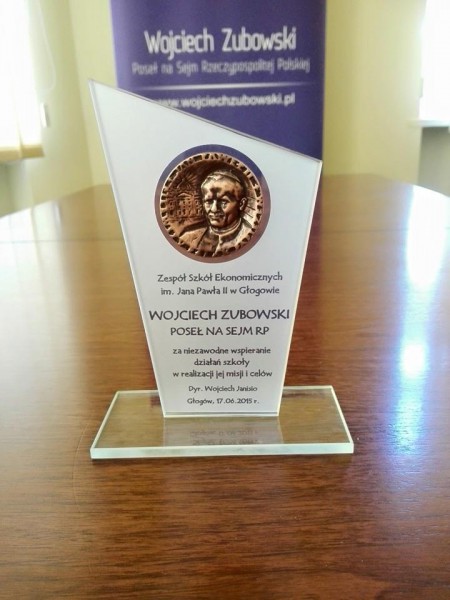 Wojciech Zubowski
Poseł na Sejm Rzeczypospolitej Polskiej
www.wojciechzubowski.pl
Zespół Szkół Ekonomicznych
im. Jana Pawła II w Głogowie
WOJCIECH ZUBOWSKI
POSEŁ NA SEJM RP
za niezawodne wspieranie
działań szkoły
w realizacji jej misji i celów
Dyr. Wojciech Janisio
Głogów, 17.06.2015 r.